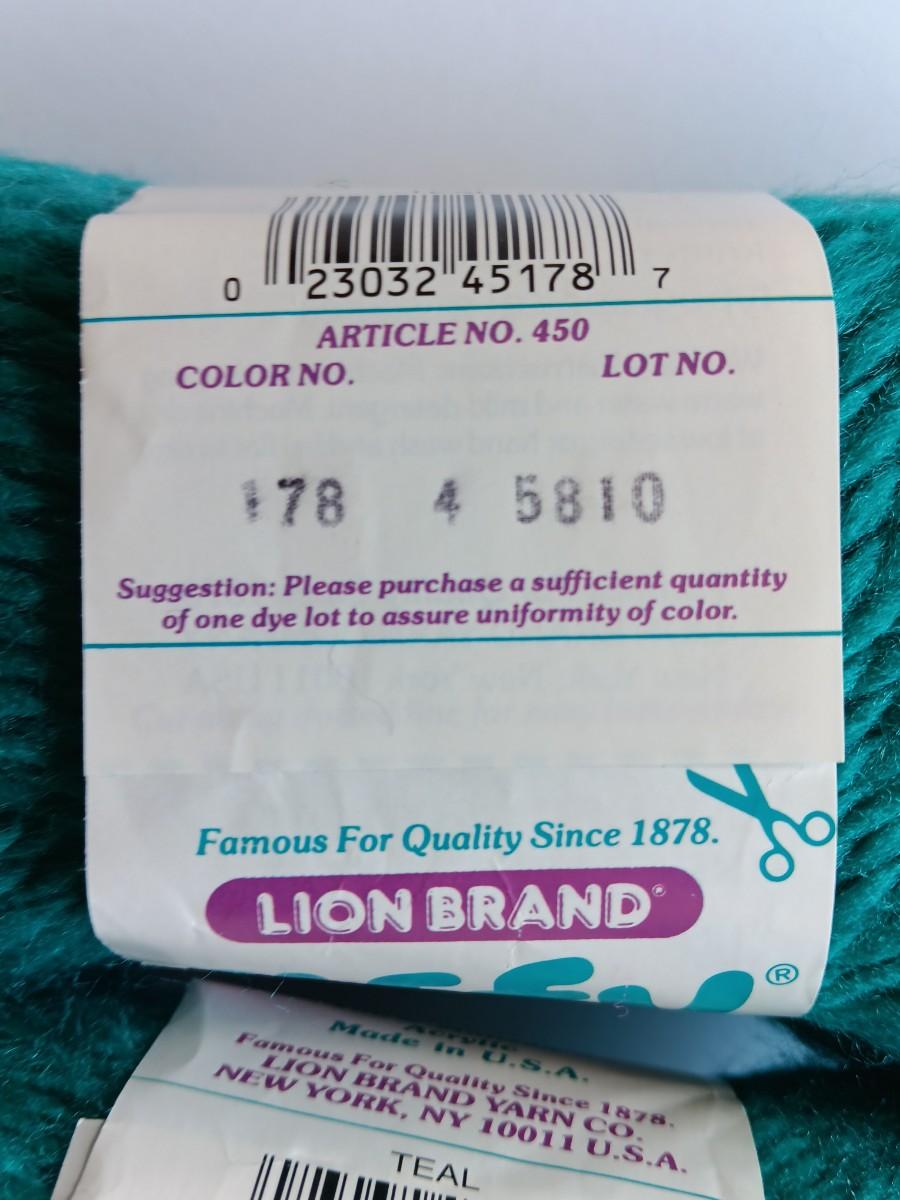 0 23032 45178 7
ARTICLE NO. 450
COLOR NO. LOT NO.
178 4 5810
Suggestion: Please purchase a sufficient quantity
of one dye lot to assure uniformity of color.
Famous For Quality Since 1878.
LION BRAND®
®
Acrylic
Made in U.S.A.
Famous For Quality Since 1878.
LION BRAND YARN CO.
NEW YORK, NY 10011 U.S.A.
TEAL